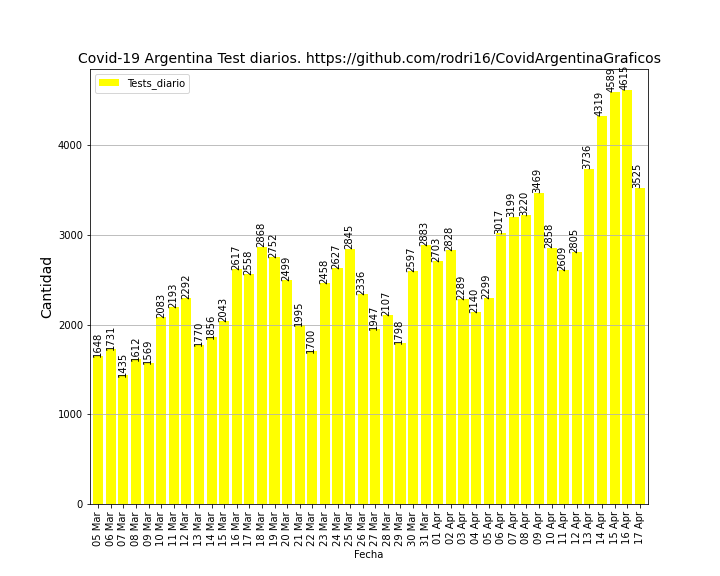 Covid-19 Argentina Test diarios. https://github.com/rodri16/CovidArgentinaGraficos
Tests_diario
Cantidad
4000
3000
2000
1000
0
1648
1731
1435
1612
1569
2083
2193
2292
1770
1856
2043
2617
2558
2868
2752
2499
1995
1700
2458
2627
2845
2336
1947
2107
1798
2597
2883
2703
2828
2289
2140
2299
3017
3199
3220
3469
2858
2609
2805
3736
4319
4589
4615
3525
05 Mar
06 Mar
07 Mar
08 Mar
09 Mar
10 Mar
11 Mar
12 Mar
13 Mar
14 Mar
15 Mar
16 Mar
17 Mar
18 Mar
19 Mar
20 Mar
21 Mar
22 Mar
23 Mar
24 Mar
25 Mar
26 Mar
27 Mar
28 Mar
29 Mar
30 Mar
31 Mar
01 Apr
02 Apr
03 Apr
04 Apr
05 Apr
06 Apr
07 Apr
08 Apr
09 Apr
10 Apr
11 Apr
12 Apr
13 Apr
14 Apr
15 Apr
16 Apr
17 Apr
Fecha